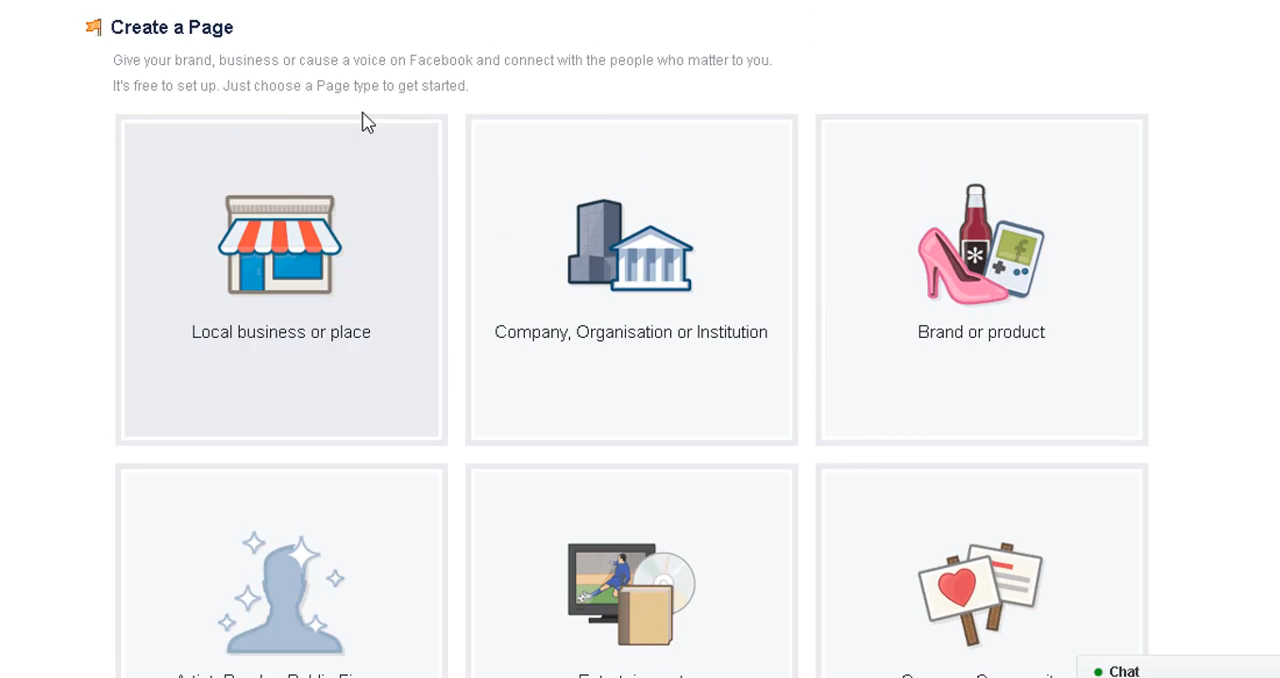 Create a Page
Give your brand, business or cause a voice on Facebook and connect with the people who matter to you.
It's free to set up. Just choose a Page type to get started.
Local business or place
Company, Organisation or Institution
Brand or product
Chat